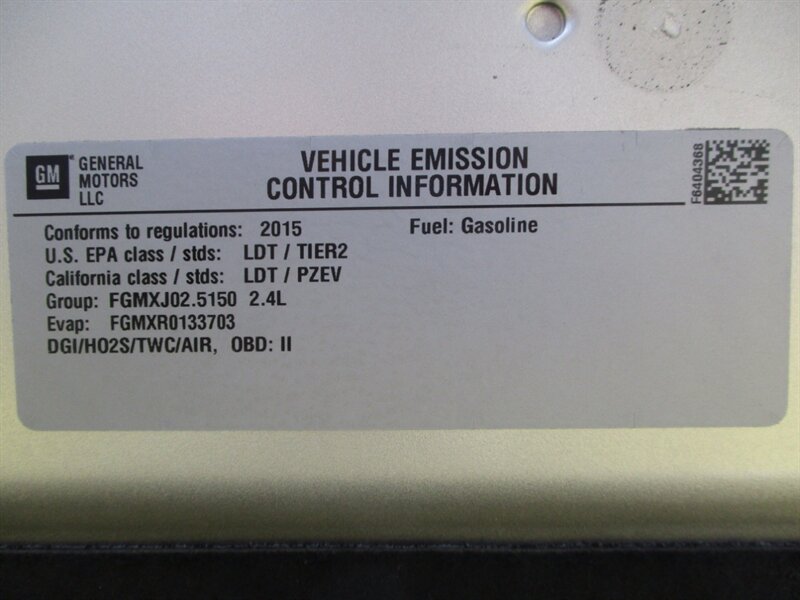 GM
GENERAL
MOTORS
LLC
VEHICLE EMISSION
CONTROL INFORMATION
F6404368
Conforms to regulations: 2015 Fuel: Gasoline
U.S. EPA class / stds: LDT / TIER2
California class / stds: LDT / PZEV
Group: FGMXJ02.5150 2.4L
Evap: FGMXR0133703
DGI/HO2S/TWC/AIR, OBD: II